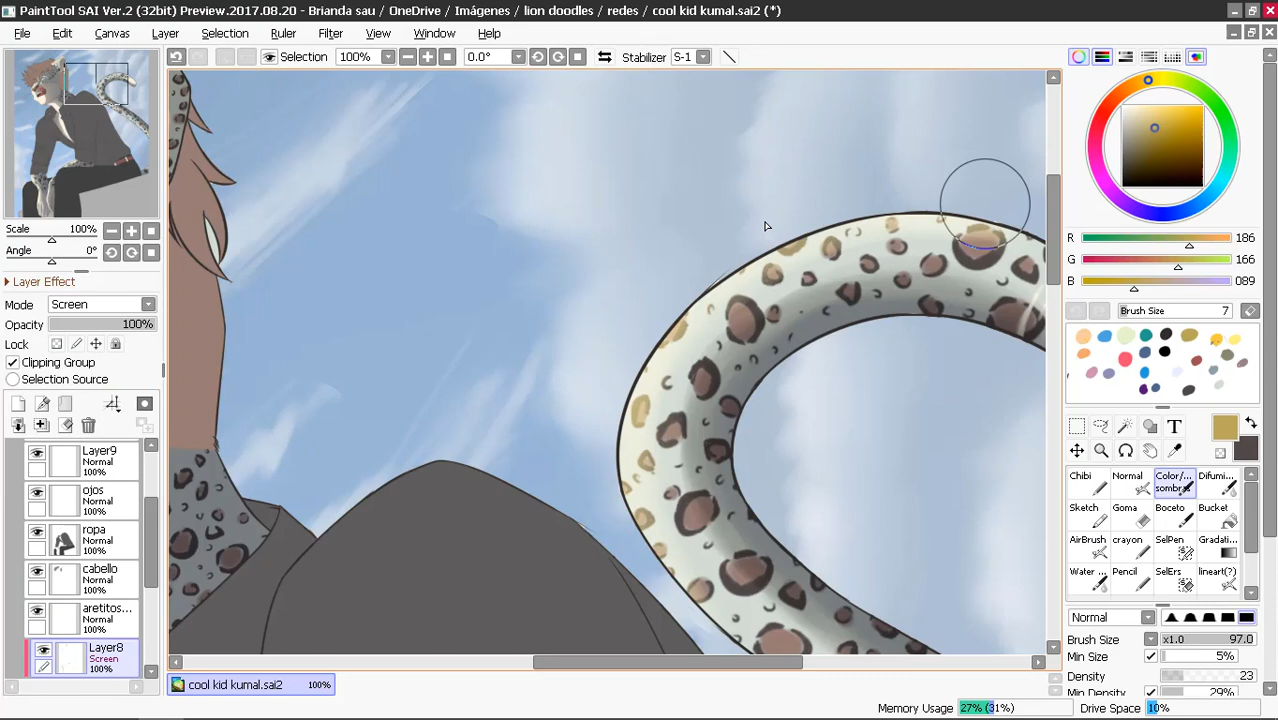 PaintTool SAI Ver.2 (32bit) Preview.2017.08.20 - Brianda sau / OneDrive / Imágenes / lion doodles / redes / cool kid kumal.sai2 (*)
File Edit Canvas Layer Selection Ruler Filter View Window Help
Selection 100% 0.0° Stabilizer S-1
Scale 100%
Angle 0°
Layer Effect
Mode Screen
Opacity 100%
Lock
Clipping Group
Selection Source
Layer9
Normal
100%
ojos
Normal
100%
ropa
Normal
100%
cabello
Normal
100%
aretitos...
Normal
100%
Layer8
Screen
100%
R 186
G 166
B 089
Brush Size 7
T
Chibi Normal Color/... sombra Difumi...
Sketch Goma Boceto Bucket
AirBrush crayon SelPen Gradati...
Water ... Pencil SelErs lineart(?)
Normal
Brush Size x1.0 97.0
Min Size 5%
Density 23
Min Density 29%
cool kid kumal.sai2 100%
Memory Usage 27% (31%) Drive Space 10%